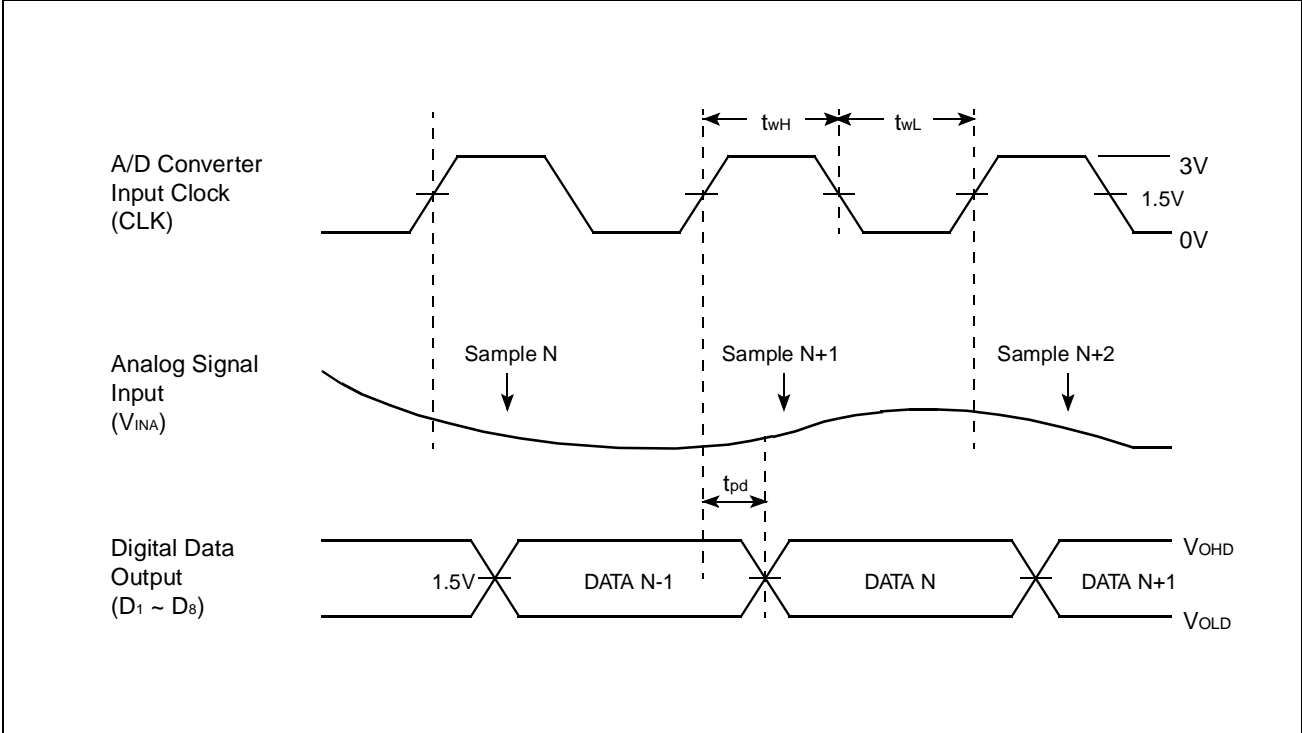 twH
twL
A/D Converter
Input Clock
(CLK)
3V
1.5V
0V
Sample N
Sample N+1
Sample N+2
Analog Signal
Input
(VINA)
tpd
Digital Data
Output
(D1 ~ D8)
1.5V
DATA N-1
DATA N
DATA N+1
VOHD
VOLD